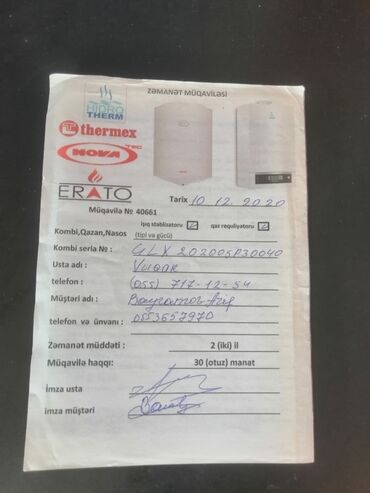 ZƏMANƏT MÜQAVİLƏSİ
HIDRO
THERM
thermex
NOVA TEC
ERATO
Tarix 10.12.2020
Müqavilə № 40661
İşıq stablizatoru qaz requliyatoru
Kombi,Qazan,Nasos (tipi və gücü)
Kombi seria № : GLX 202005P30040
Usta adı : Vuqar
telefon : (055) 717-12-54
Müştəri adı : Bayramov Arif
telefon və ünvanı : 0553657970
Zəmanət müddəti : 2 (iki) il
Müqavilə haqqı: 30 (otuz) manat
İmza usta
imza müştəri